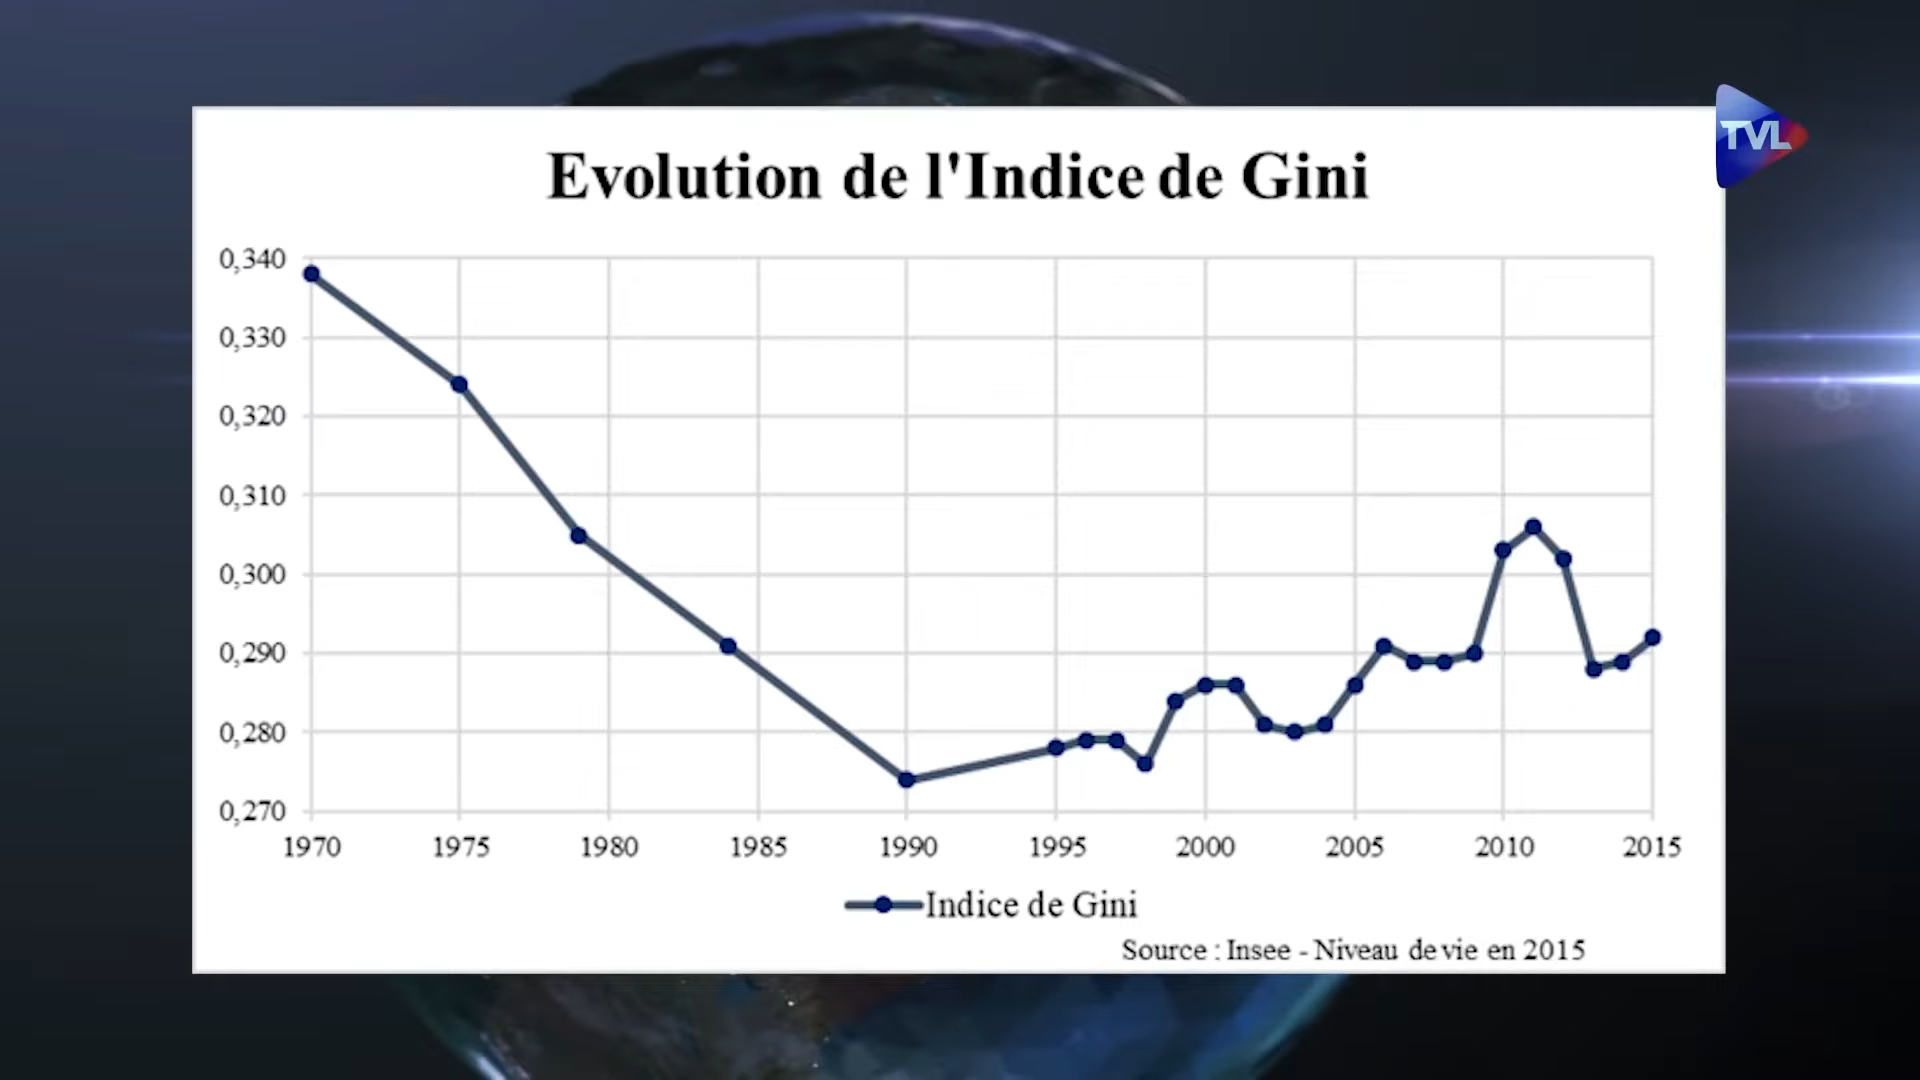 TVL
Evolution de l'Indice de Gini
0,340
0,330
0,320
0,310
0,300
0,290
0,280
0,270
1970 1975 1980 1985 1990 1995 2000 2005 2010 2015
Indice de Gini
Source : Insee - Niveau de vie en 2015